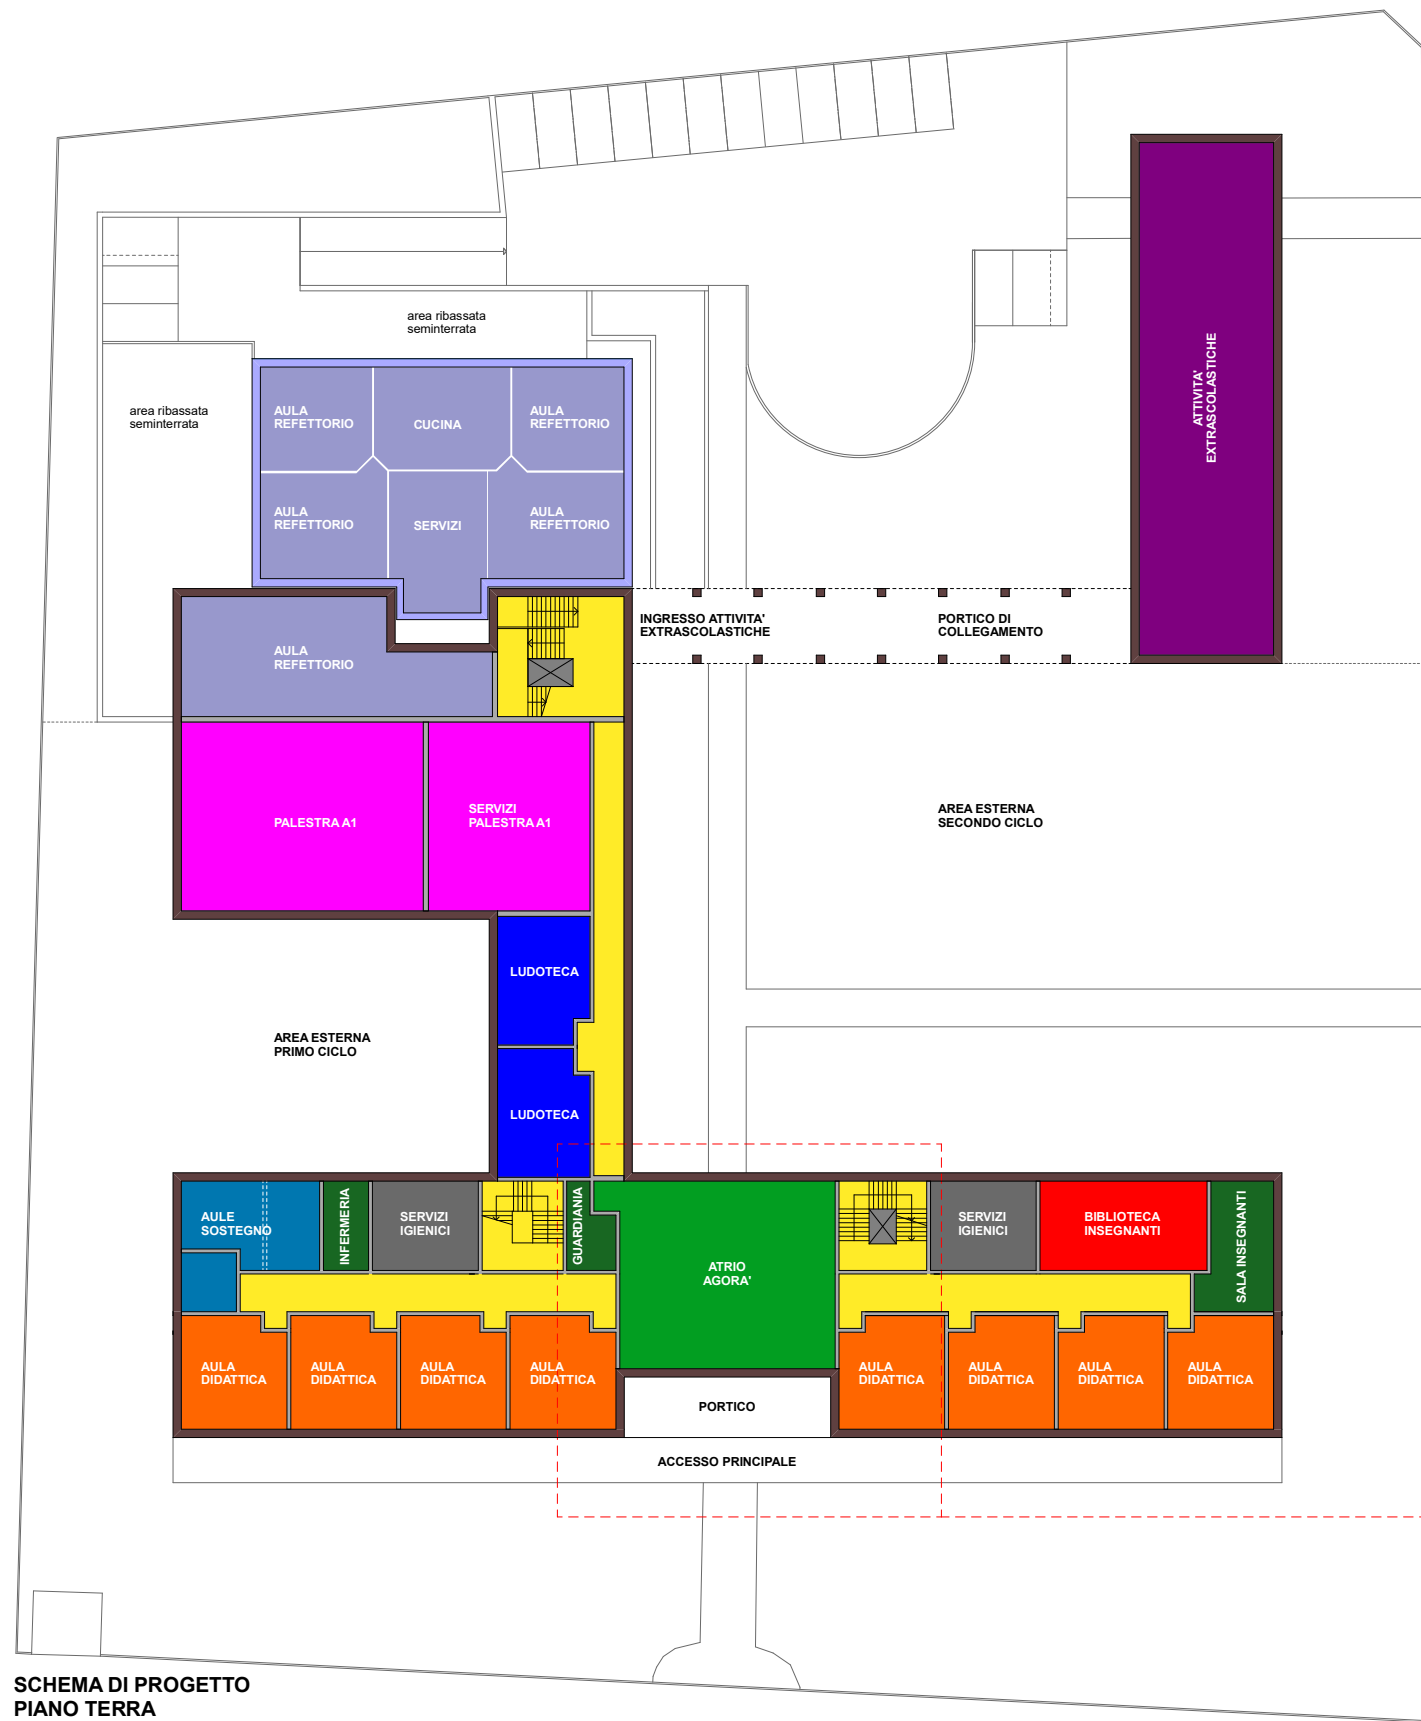 area ribassata
seminterrata
area ribassata
seminterrata
ATTIVITA'
EXTRASCOLASTICHE
AULA
REFETTORIO
CUCINA
AULA
REFETTORIO
AULA
REFETTORIO
SERVIZI
AULA
REFETTORIO
INGRESSO ATTIVITA'
EXTRASCOLASTICHE
PORTICO DI
COLLEGAMENTO
AULA
REFETTORIO
PALESTRA A1
SERVIZI
PALESTRA A1
AREA ESTERNA
SECONDO CICLO
LUDOTECA
AREA ESTERNA
PRIMO CICLO
LUDOTECA
AULE
SOSTEGNO
INFERMERIA
SERVIZI
IGIENICI
GUARDIANIA
ATRIO
AGORA'
SERVIZI
IGIENICI
BIBLIOTECA
INSEGNANTI
SALA INSEGNANTI
AULA
DIDATTICA
AULA
DIDATTICA
AULA
DIDATTICA
AULA
DIDATTICA
AULA
DIDATTICA
AULA
DIDATTICA
AULA
DIDATTICA
AULA
DIDATTICA
PORTICO
ACCESSO PRINCIPALE
SCHEMA DI PROGETTO
PIANO TERRA